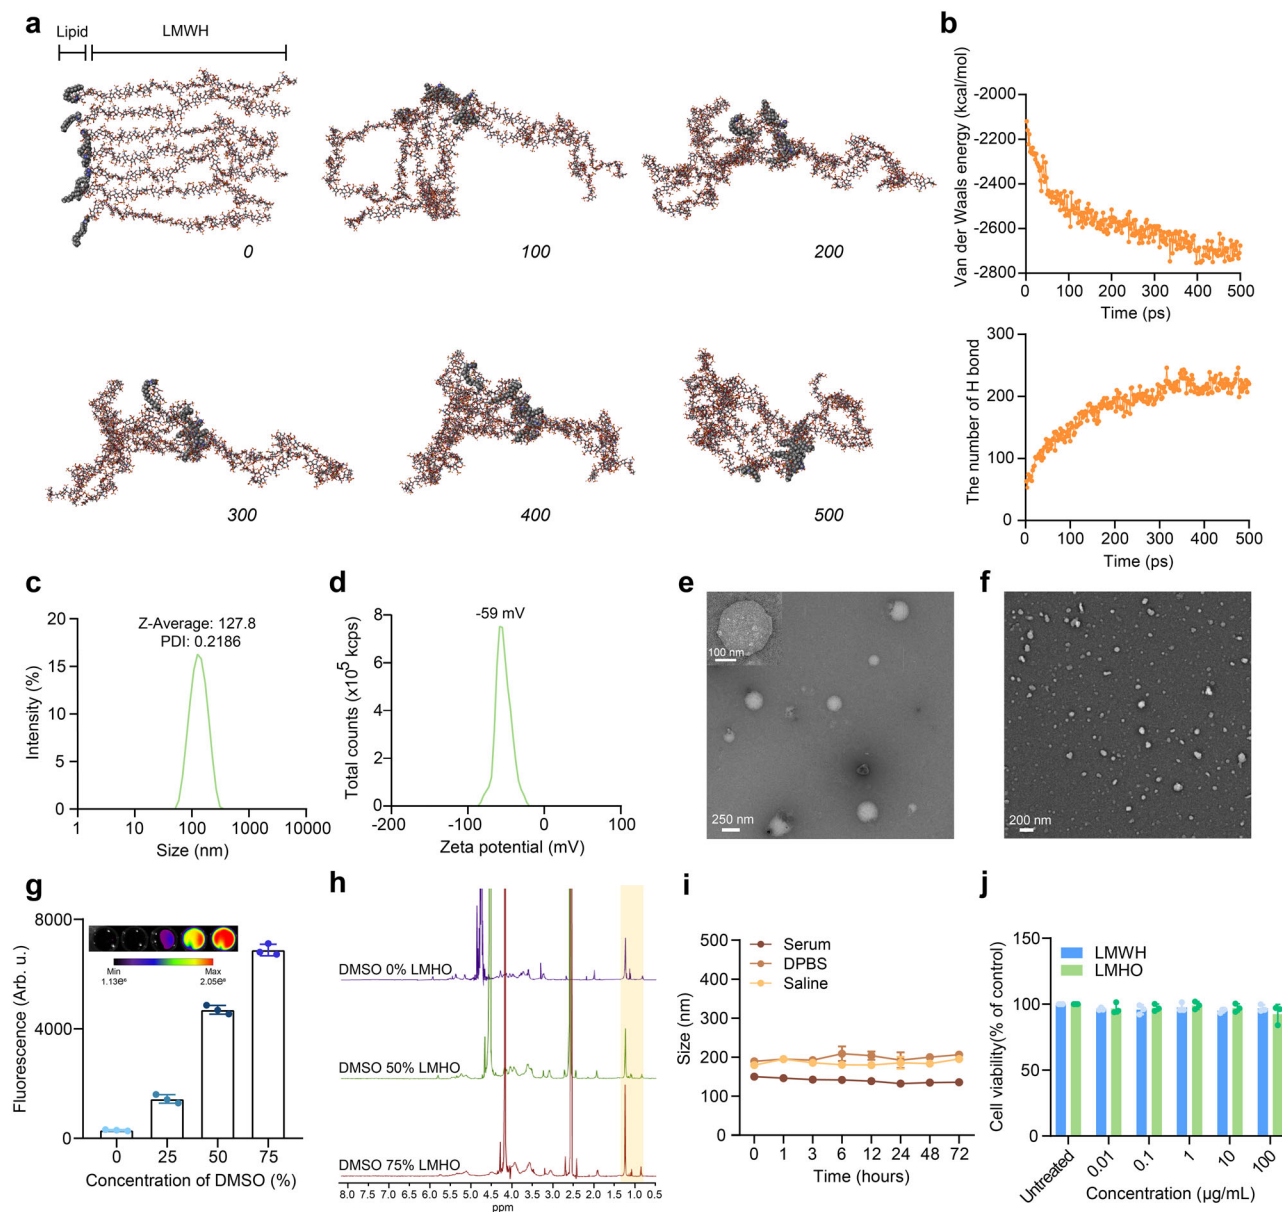 a
Lipid LMWH
0
100
200
300
400
500
b
Van der Waals energy (kcal/mol)
-2000
-2200
-2400
-2600
-2800
0 100 200 300 400 500
Time (ps)
The number of H bond
300
200
100
0
0 100 200 300 400 500
Time (ps)
c
Z-Average: 127.8
PDI: 0.2186
Intensity (%)
20
15
10
5
0
1 10 100 1000 10000
Size (nm)
d
-59 mV
Total counts (x10^5 kcps)
8
6
4
2
0
-200 -100 0 100
Zeta potential (mV)
e
100 nm
250 nm
f
200 nm
g
Fluorescence (Arb. u.)
8000
4000
0
Min Max
1.13e⁶ 2.05e⁸
0 25 50 75
Concentration of DMSO (%)
h
DMSO 0% LMHO
DMSO 50% LMHO
DMSO 75% LMHO
8.0 7.5 7.0 6.5 6.0 5.5 5.0 4.5 4.0 3.5 3.0 2.5 2.0 1.5 1.0 0.5
ppm
i
Serum
DPBS
Saline
Size (nm)
500
400
300
200
100
0
0 1 3 6 12 24 48 72
Time (hours)
j
LMWH
LMHO
Cell viability(% of control)
150
100
50
0
Untreated 0.01 0.1 1 10 100
Concentration (µg/mL)